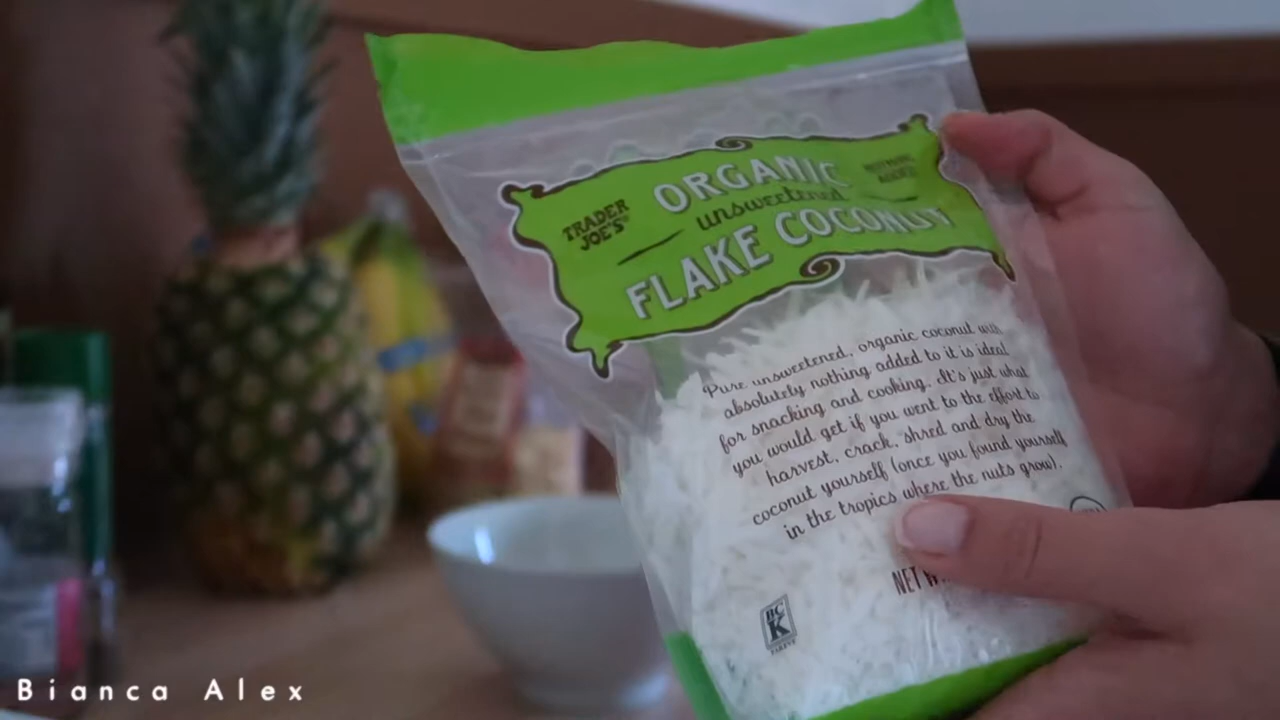 TRADER
JOE'S
ORGANIC
unsweetened
FLAKE COCONUT
Pure unsweetened, organic coconut with
absolutely nothing added to it is ideal
for snacking and cooking. It's just what
you would get if you went to the effort to
harvest, crack, shred and dry the
coconut yourself (once you found yourself
in the tropics where the nuts grow).
NET
BC
K
PAREVE
Bianca Alex